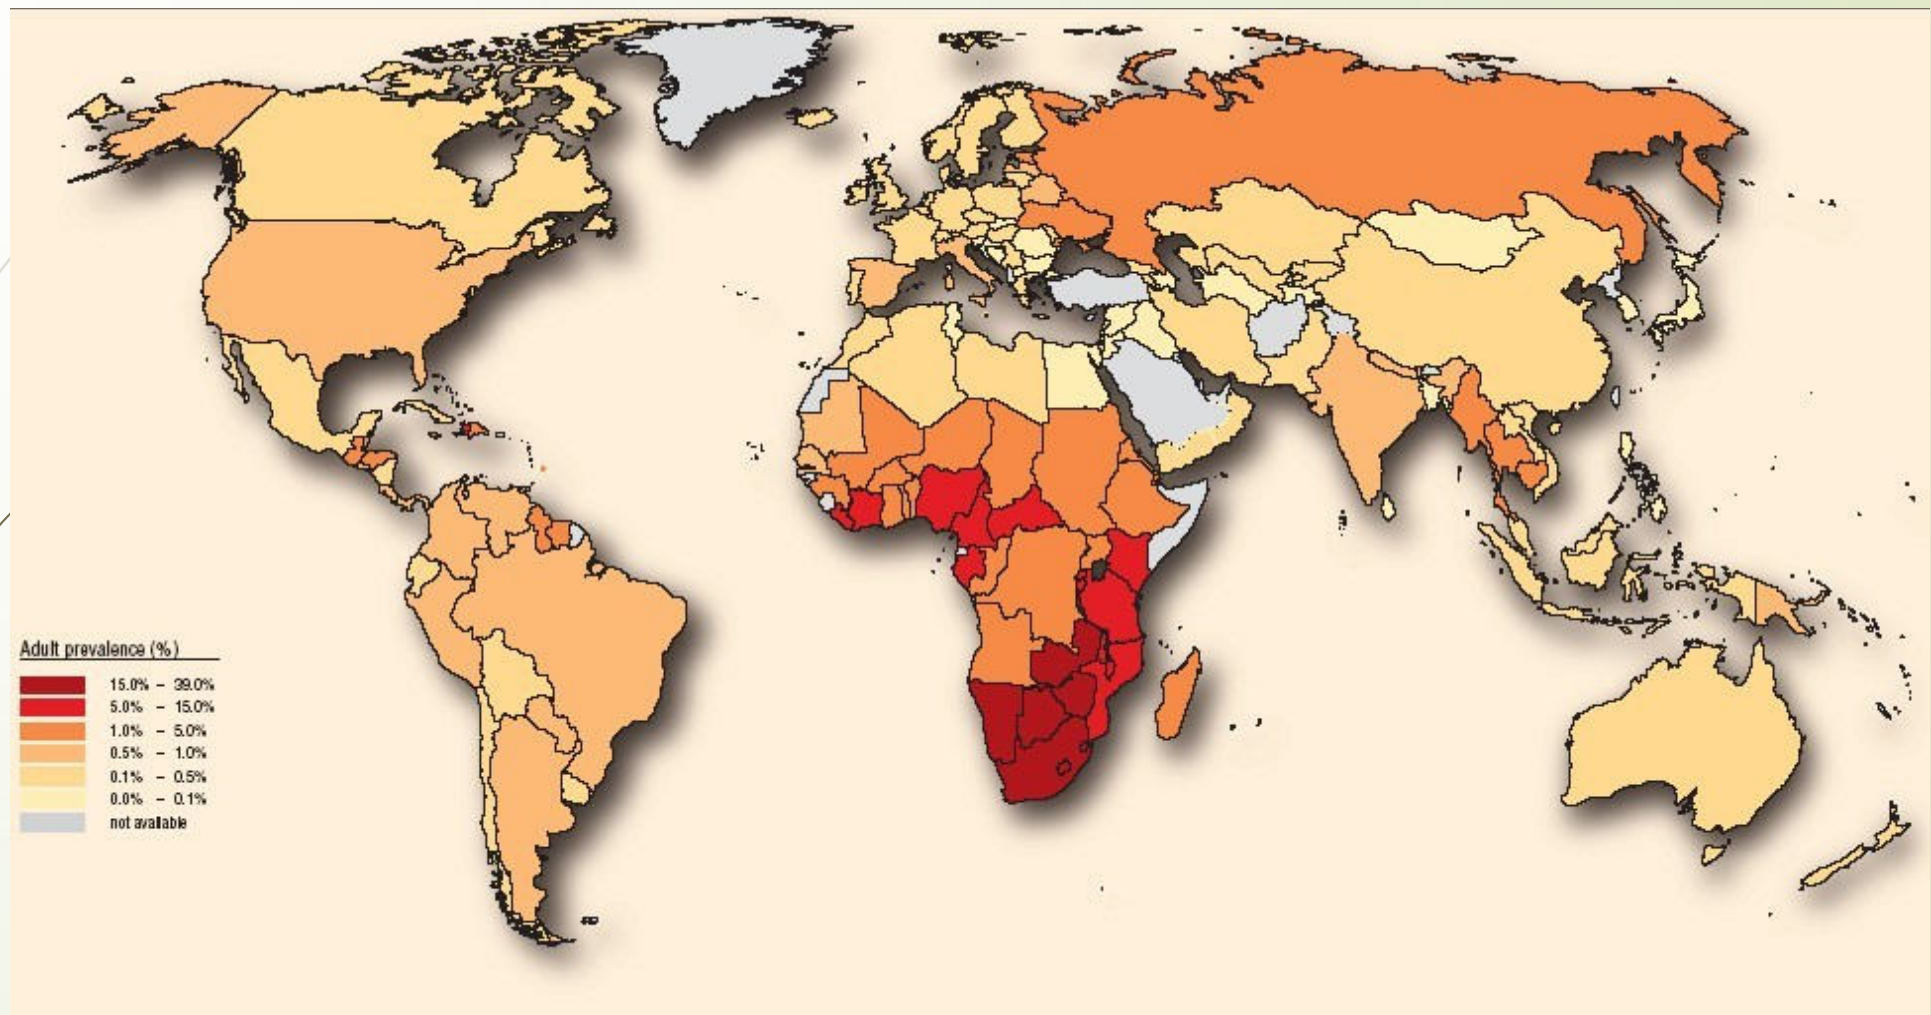 Adult prevalence (%)
15.0% – 39.0%
5.0% – 15.0%
1.0% – 5.0%
0.5% – 1.0%
0.1% – 0.5%
0.0% – 0.1%
not available